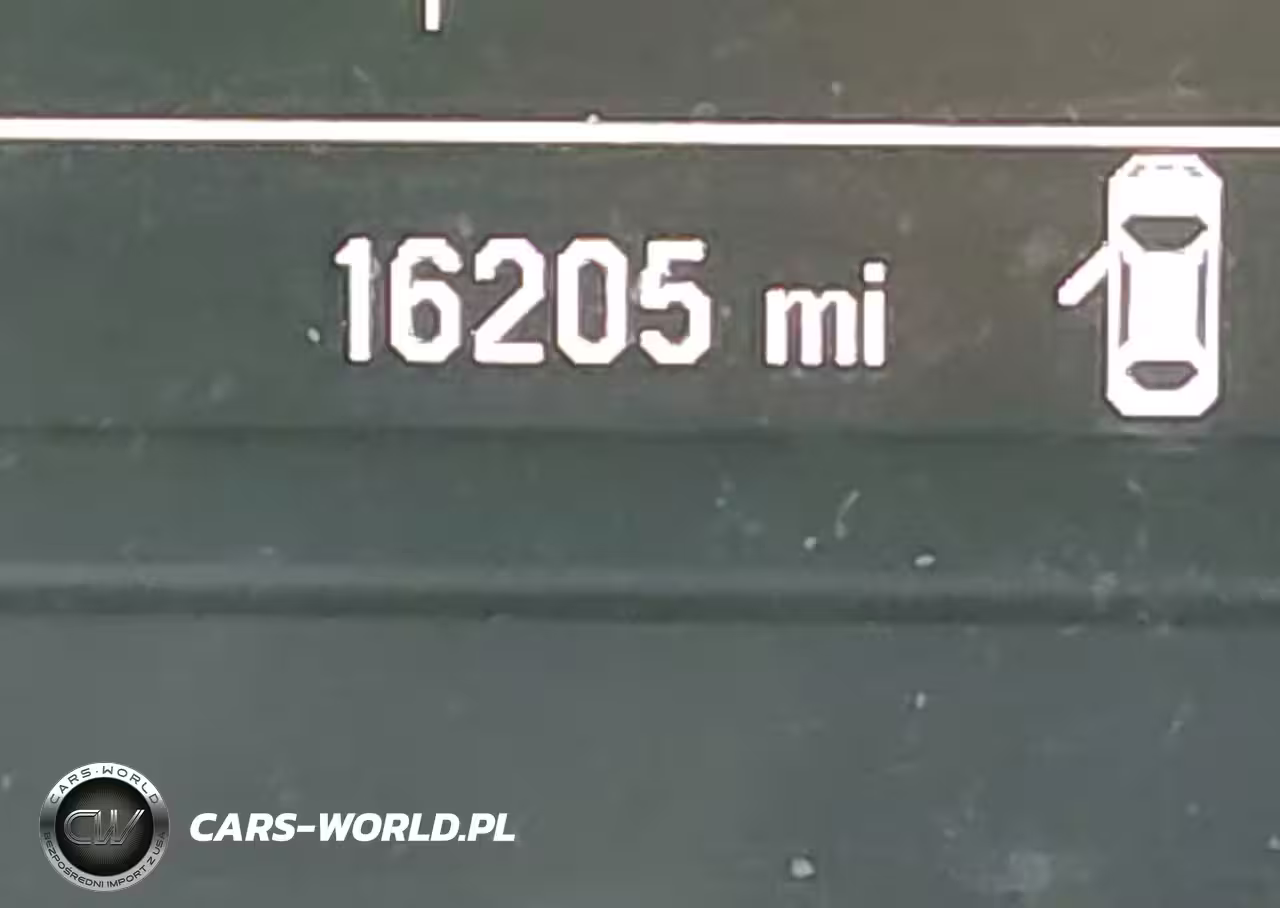 16205 mi
CARS-WORLD
CW
BEZPOŚREDNI IMPORT Z USA
CARS-WORLD.PL